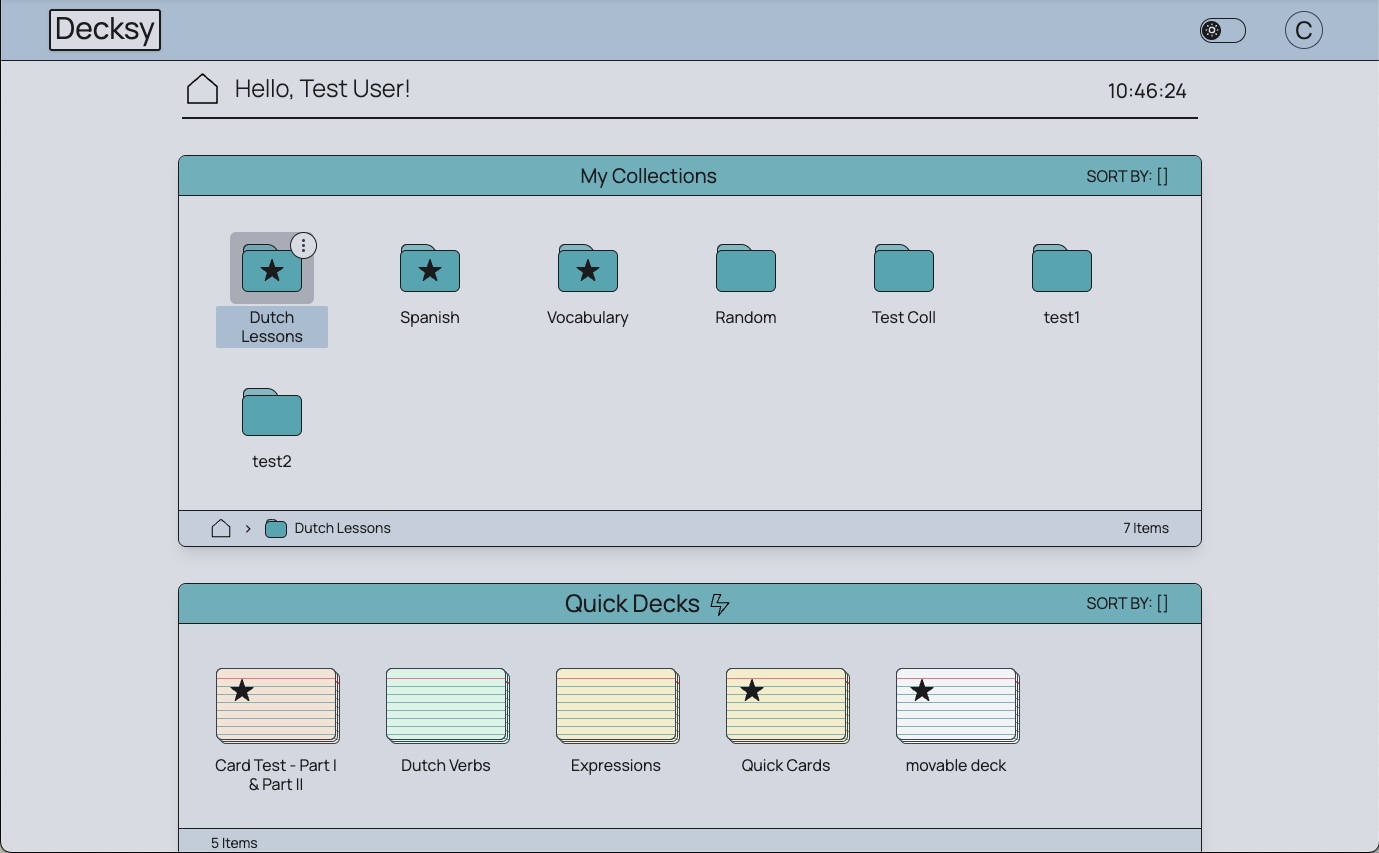 Decksy
C
Hello, Test User!
10:46:24
My Collections
SORT BY: []
Dutch
Lessons
Spanish
Vocabulary
Random
Test Coll
test1
test2
> Dutch Lessons
7 Items
Quick Decks
SORT BY: []
Card Test - Part I
& Part II
Dutch Verbs
Expressions
Quick Cards
movable deck
5 Items